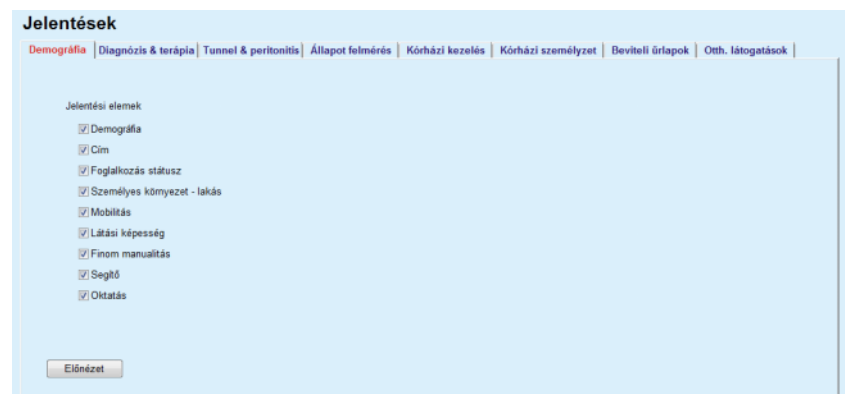 Jelentések
Demográfia Diagnózis & terápia Tunnel & peritonitis Állapot felmérés Kórházi kezelés Kórházi személyzet Beviteli űrlapok Otth. látogatások
Jelentési elemek
Demográfia
Cím
Foglalkozás státusz
Személyes környezet - lakás
Mobilitás
Látási képesség
Finom manualitás
Segítő
Oktatás
Előnézet